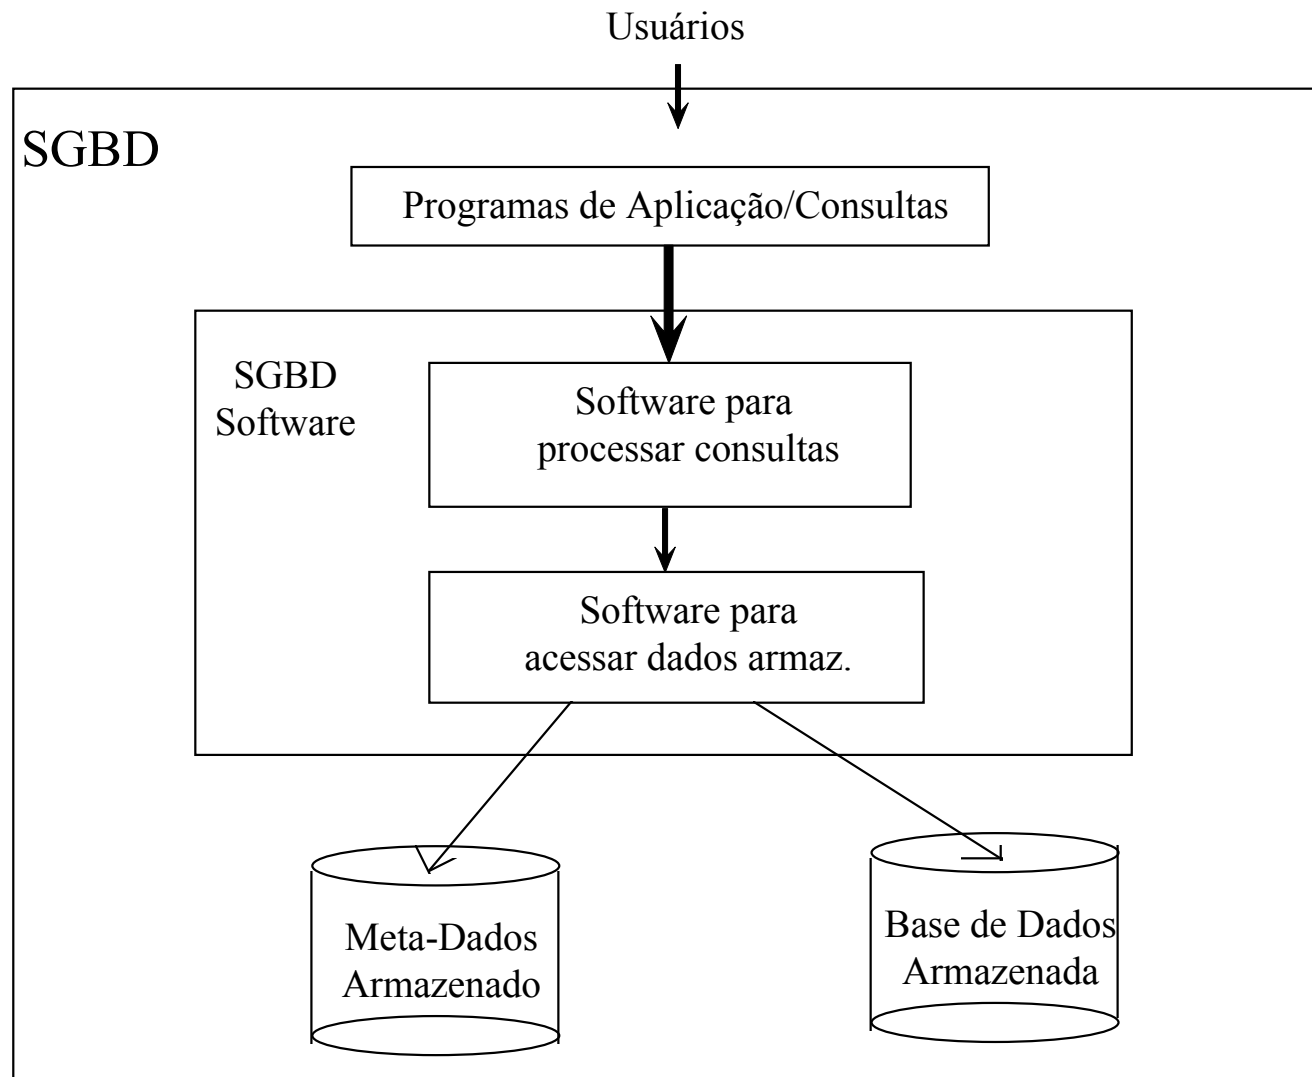 Usuários
SGBD
Programas de Aplicação/Consultas
SGBD
Software
Software para
processar consultas
Software para
acessar dados armaz.
Meta-Dados
Armazenado
Base de Dados
Armazenada